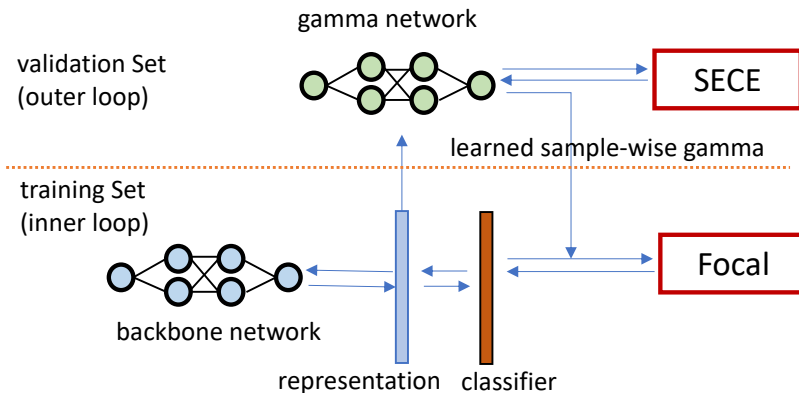 gamma network
validation Set
(outer loop)
SECE
learned sample-wise gamma
training Set
(inner loop)
Focal
backbone network
representation
classifier